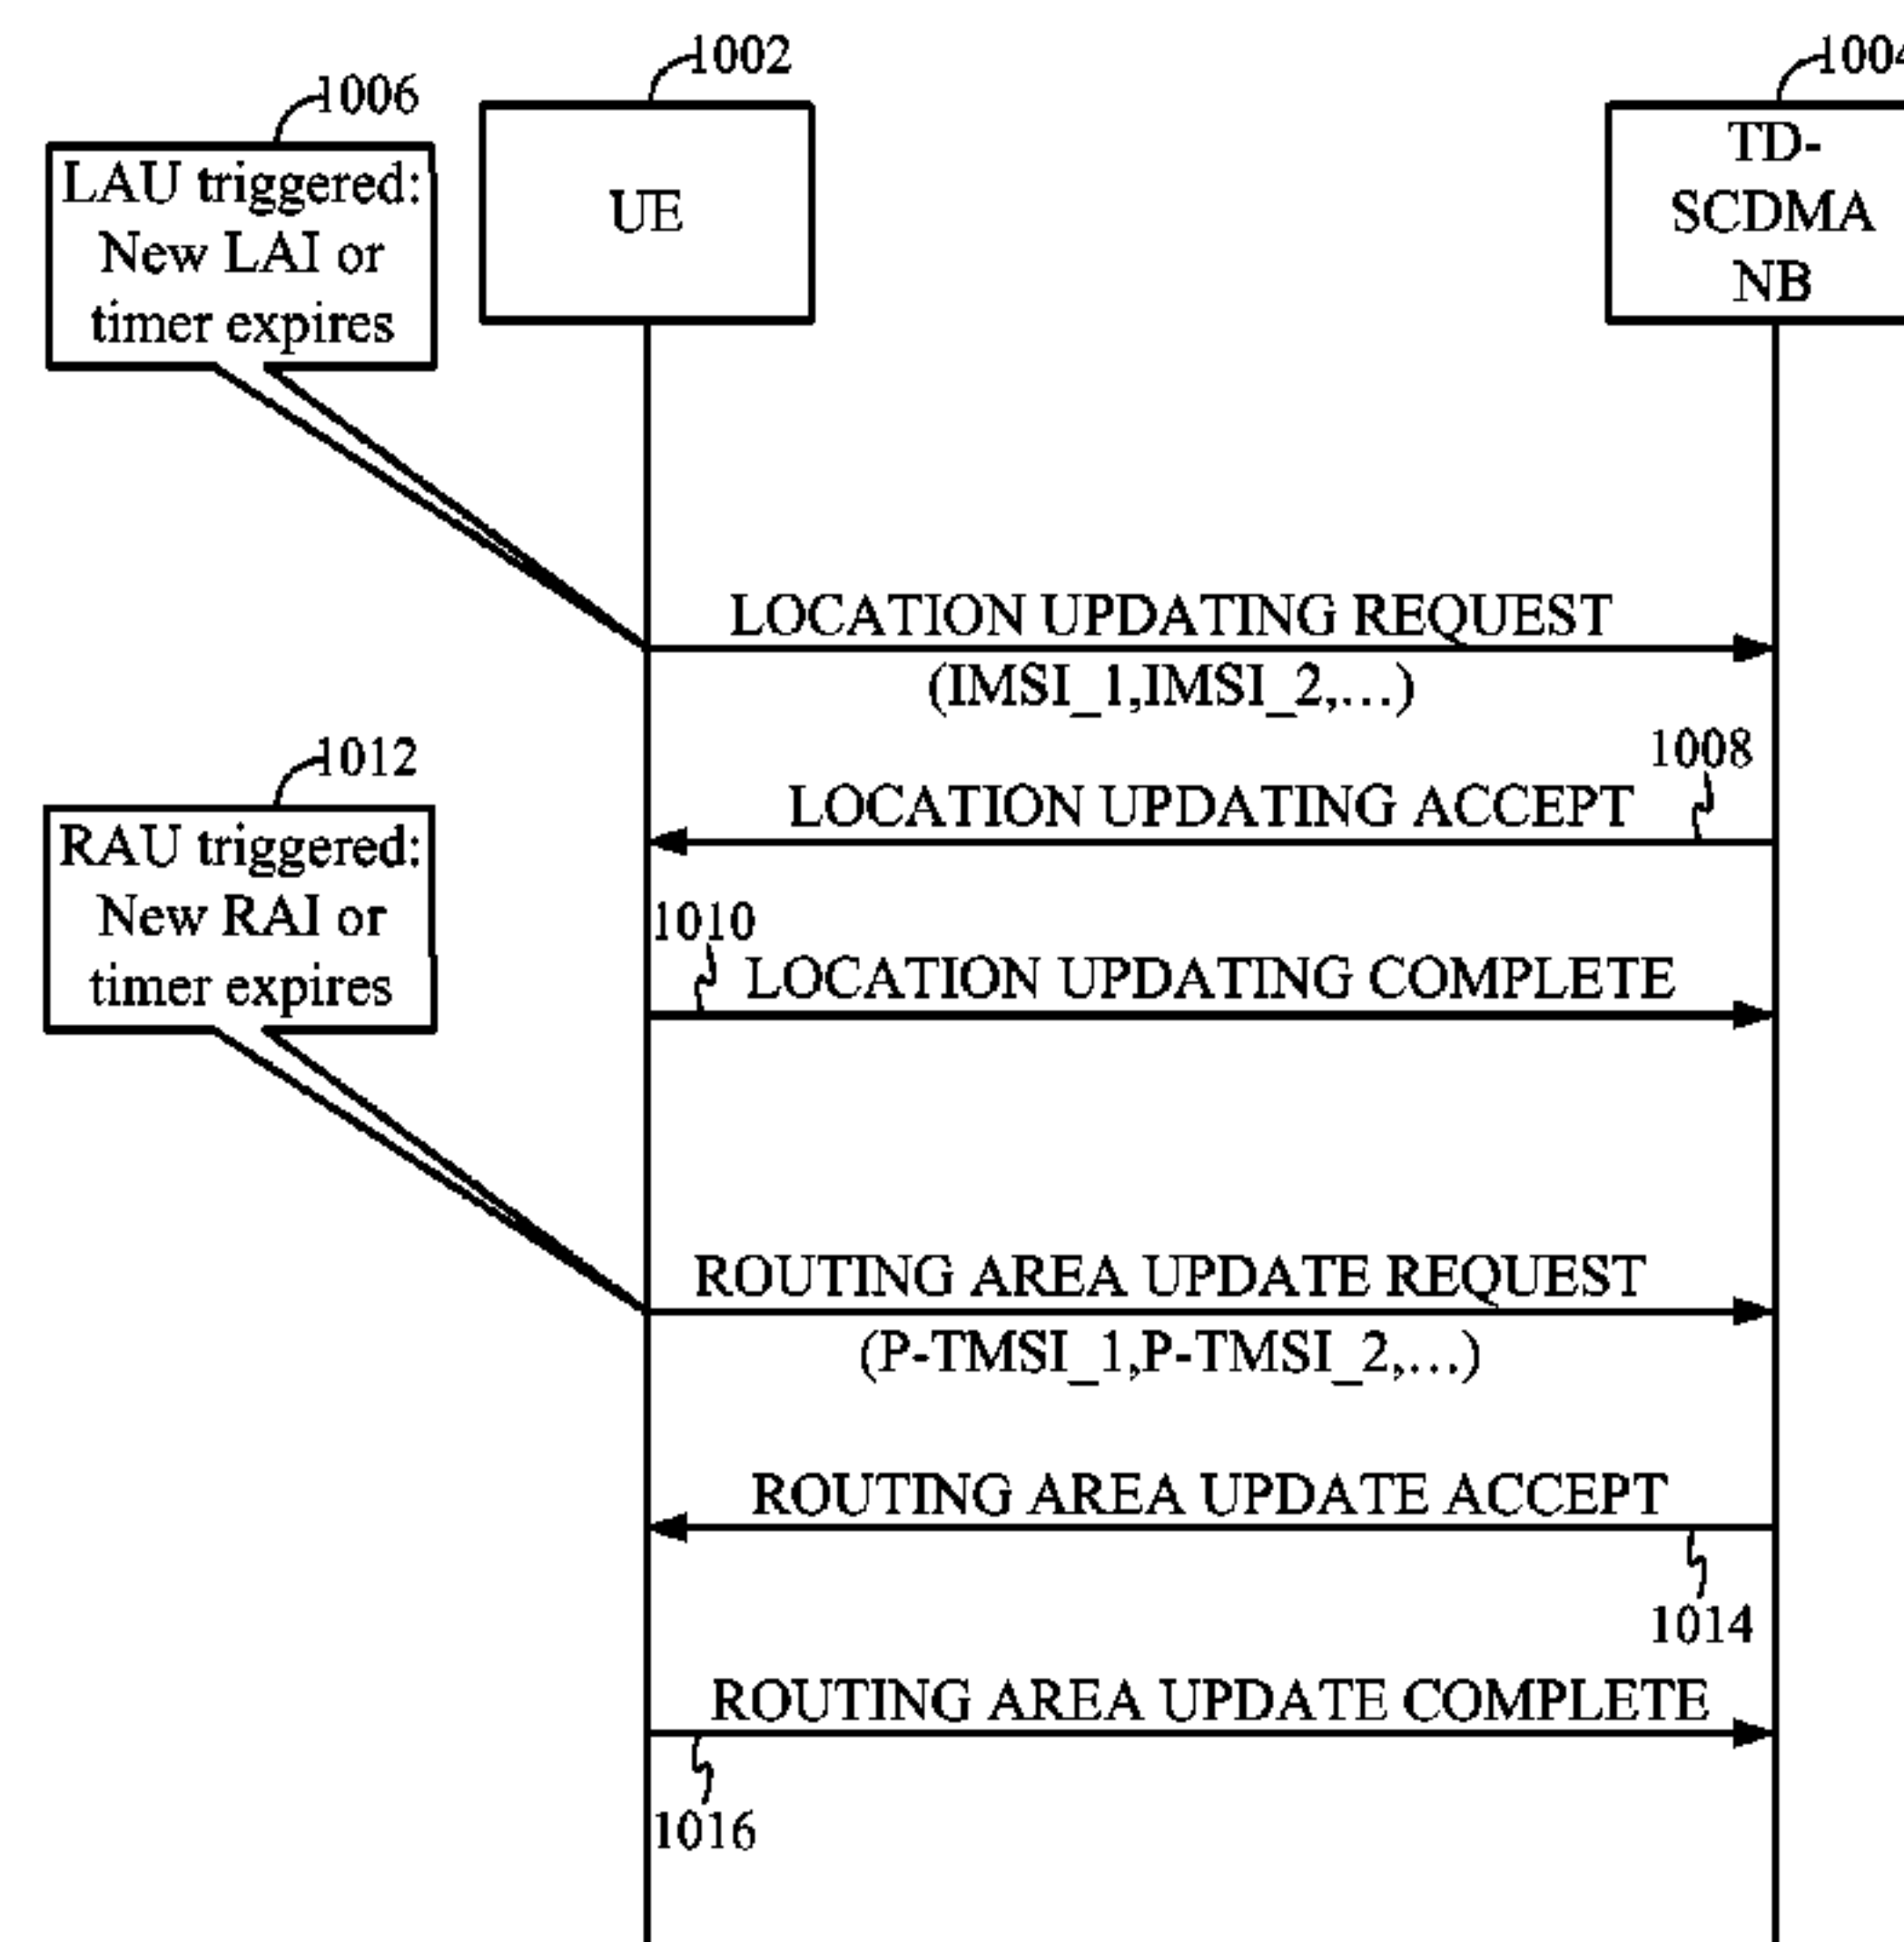 1002
1004
1006
LAU triggered:
New LAI or
timer expires
UE
TD-
SCDMA
NB
LOCATION UPDATING REQUEST
(IMSI_1,IMSI_2,...)
1008
LOCATION UPDATING ACCEPT
1012
RAU triggered:
New RAI or
timer expires
1010
LOCATION UPDATING COMPLETE
ROUTING AREA UPDATE REQUEST
(P-TMSI_1,P-TMSI_2,...)
ROUTING AREA UPDATE ACCEPT
1014
ROUTING AREA UPDATE COMPLETE
1016